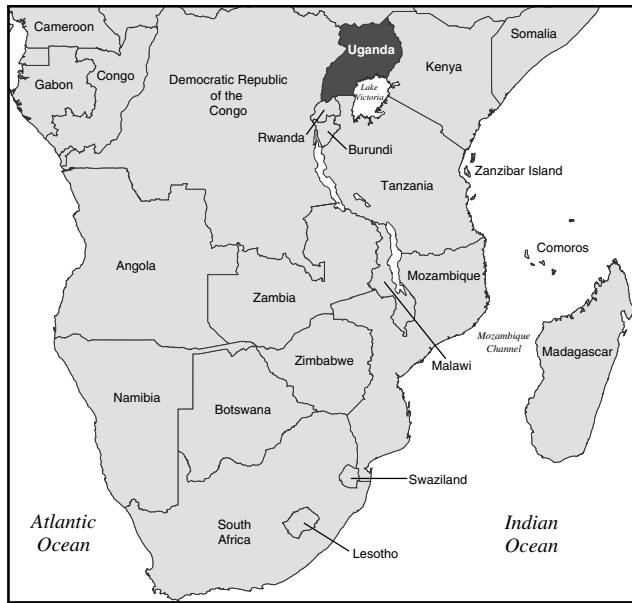 Cameroon
Somalia
Uganda
Gabon
Congo
Democratic Republic
of the
Congo
Kenya
Lake
Victoria
Rwanda
Burundi
Zanzibar Island
Tanzania
Comoros
Angola
Mozambique
Zambia
Mozambique
Channel
Madagascar
Malawi
Zimbabwe
Namibia
Botswana
Swaziland
Atlantic
Ocean
South
Africa
Indian
Ocean
Lesotho